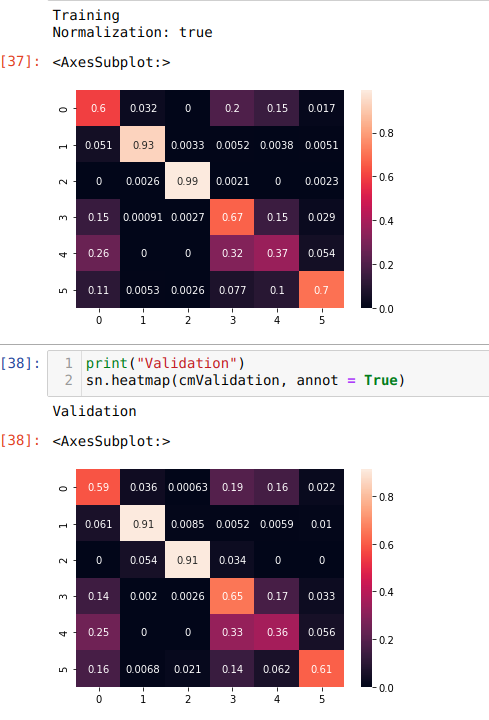 Training
Normalization: true
[37]: <AxesSubplot:>
0 0.6 0.032 0 0.2 0.15 0.017
1 0.051 0.93 0.0033 0.0052 0.0038 0.0051
2 0 0.0026 0.99 0.0021 0 0.0023
3 0.15 0.00091 0.0027 0.67 0.15 0.029
4 0.26 0 0 0.32 0.37 0.054
5 0.11 0.0053 0.0026 0.077 0.1 0.7
0 1 2 3 4 5
0.8
0.6
0.4
0.2
0.0
[38]: 1 print("Validation")
2 sn.heatmap(cmValidation, annot = True)
Validation
[38]: <AxesSubplot:>
0 0.59 0.036 0.00063 0.19 0.16 0.022
1 0.061 0.91 0.0085 0.0052 0.0059 0.01
2 0 0.054 0.91 0.034 0 0
3 0.14 0.002 0.0026 0.65 0.17 0.033
4 0.25 0 0 0.33 0.36 0.056
5 0.16 0.0068 0.021 0.14 0.062 0.61
0 1 2 3 4 5
0.8
0.6
0.4
0.2
0.0